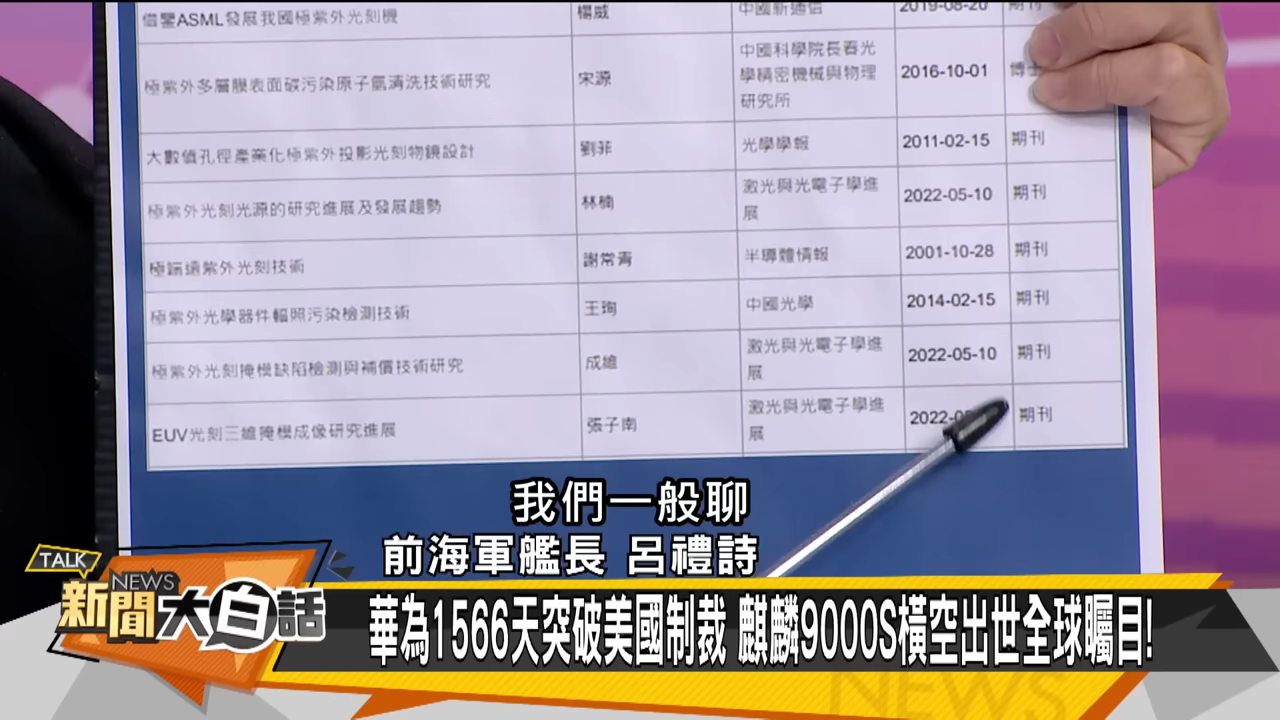 借鑒ASML發展我國極紫外光刻機 楊威 中國新通信 2019-08-20 期刊
極紫外多層膜表面碳污染原子氫清洗技術研究 宋源 中國科學院長春光 2016-10-01 博士
學精密機械與物理
研究所
大數值孔徑產業化極紫外投影光刻物鏡設計 劉菲 光學學報 2011-02-15 期刊
極紫外光刻光源的研究進展及發展趨勢 林楠 激光與光電子學進 2022-05-10 期刊
展
極端遠紫外光刻技術 謝常青 半導體情報 2001-10-28 期刊
極紫外光學器件輻照污染檢測技術 王珣 中國光學 2014-02-15 期刊
極紫外光刻掩模缺陷檢測與補償技術研究 成維 激光與光電子學進 2022-05-10 期刊
展
EUV光刻三維掩模成像研究進展 張子南 激光與光電子學進 2022-0 期刊
展
我們一般聊
前海軍艦長 呂禮詩
TALK
NEWS
新聞大白話
華為1566天突破美國制裁 麒麟9000S橫空出世全球矚目!
NEWS